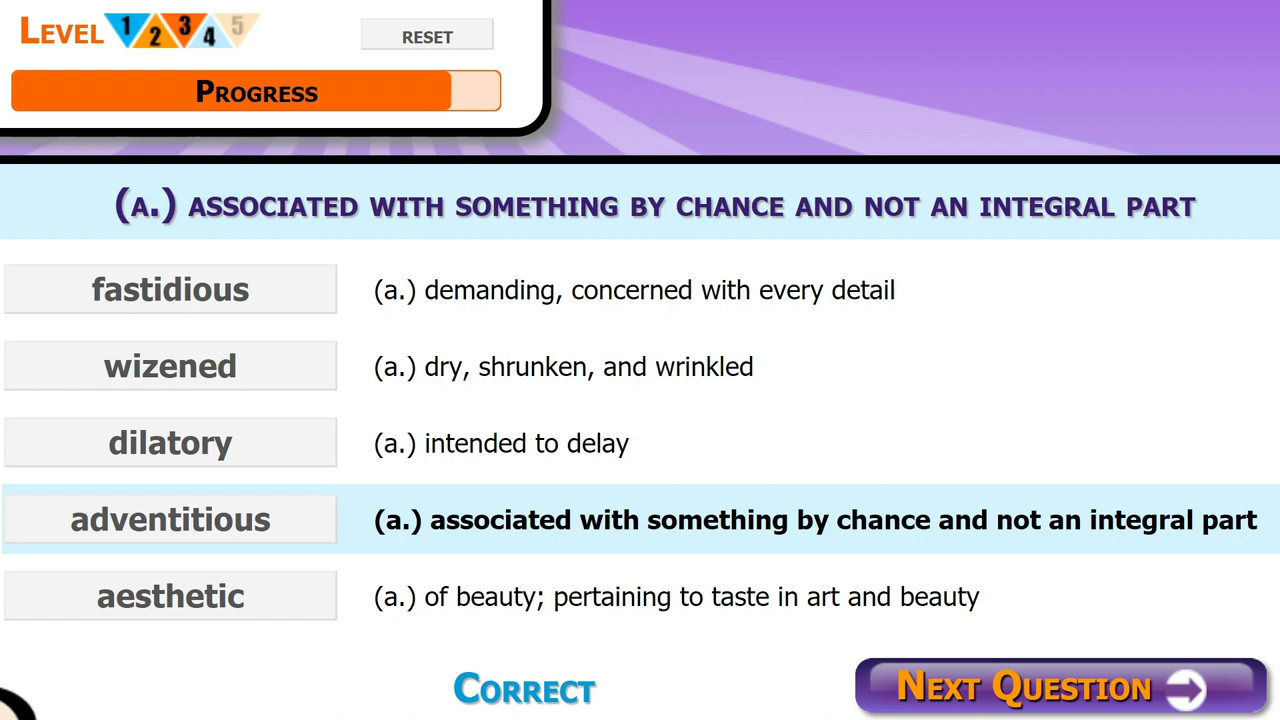 LEVEL 1 2 3 4 5
RESET
PROGRESS
(A.) ASSOCIATED WITH SOMETHING BY CHANCE AND NOT AN INTEGRAL PART
fastidious (a.) demanding, concerned with every detail
wizened (a.) dry, shrunken, and wrinkled
dilatory (a.) intended to delay
adventitious (a.) associated with something by chance and not an integral part
aesthetic (a.) of beauty; pertaining to taste in art and beauty
CORRECT
NEXT QUESTION